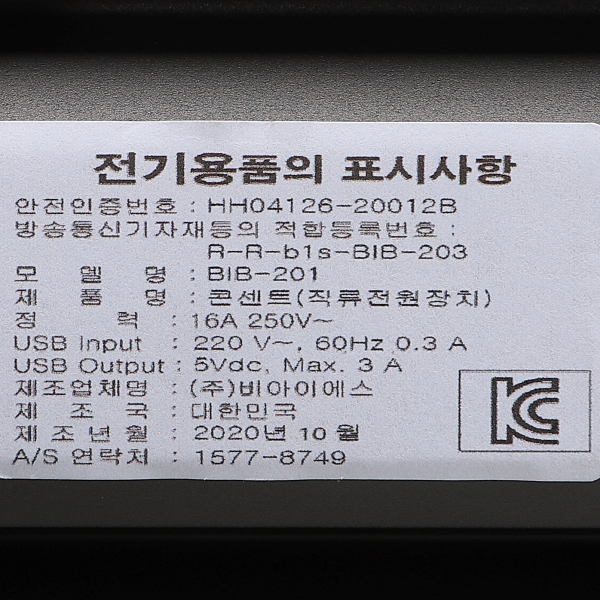 전기용품의 표시사항
안전인증번호 : HH04126-20012B
방송통신기자재등의 적합등록번호 :
R-R-b1s-BIB-203
모 델 명 : BIB-201
제 품 명 : 콘센트(직류전원장치)
정 력 : 16A 250V~
USB Input : 220 V~, 60Hz 0.3 A
USB Output : 5Vdc, Max. 3 A
제조업체명 : (주)비아이에스
제 조 국 : 대한민국
제 조 년 월 : 2020년 10 월
A/S 연락처 : 1577-8749
KC